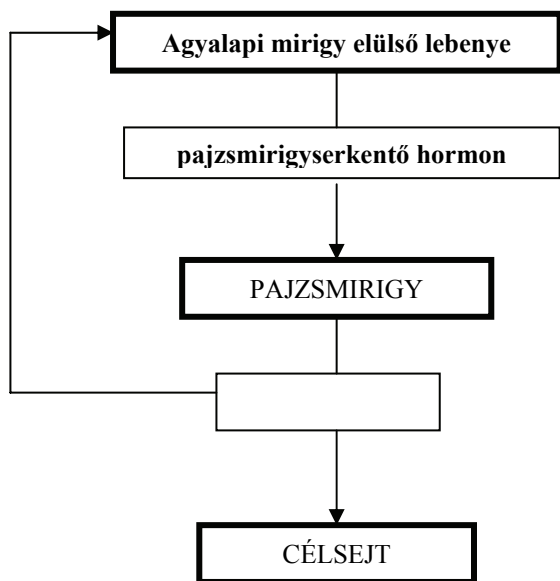 Agyalapi mirigy elülső lebenye
pajzsmirigyserkentő hormon
PAJZSMIRIGY
CÉLSEJT